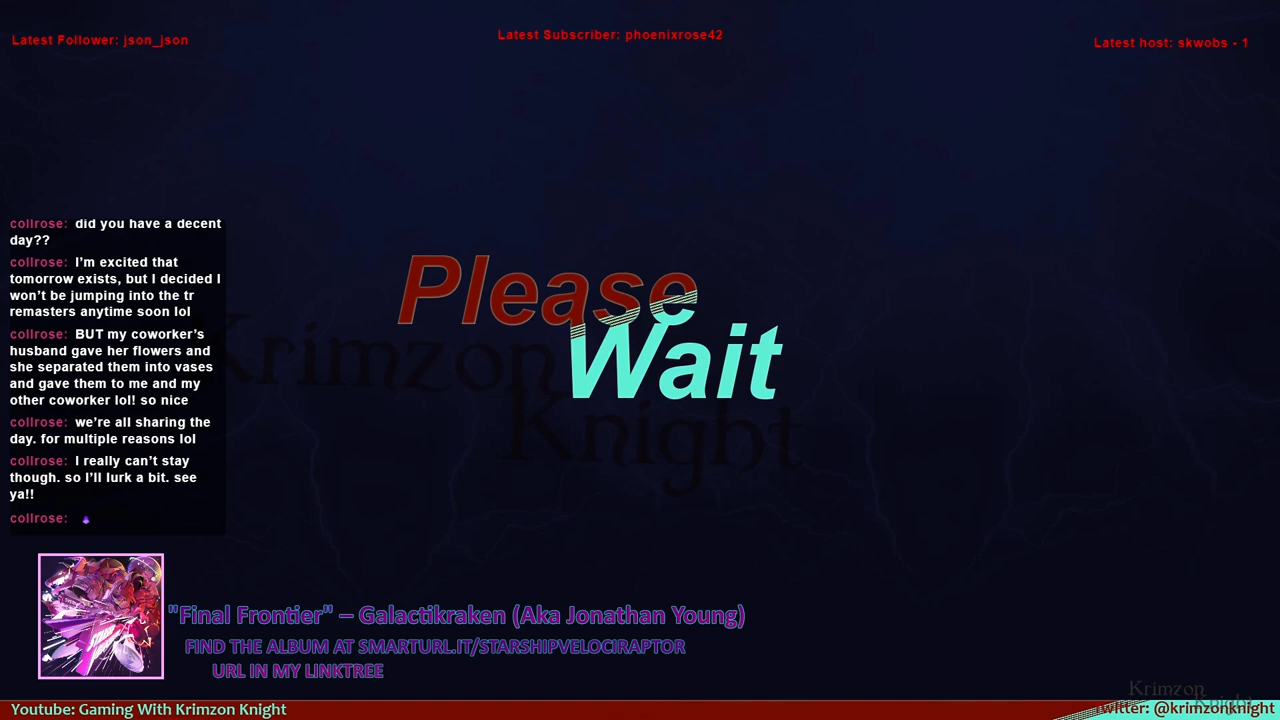 Latest Follower: json_json
Latest Subscriber: phoenixrose42
Latest host: skwobs - 1
collrose: did you have a decent
day??
collrose: I'm excited that
tomorrow exists, but I decided I
won't be jumping into the tr
remasters anytime soon lol
collrose: BUT my coworker's
husband gave her flowers and
she separated them into vases
and gave them to me and my
other coworker lol! so nice
collrose: we're all sharing the
day. for multiple reasons lol
collrose: I really can't stay
though. so I'll lurk a bit. see
ya!!
collrose:
Please
Wait
Krimzon
Knight
"Final Frontier" – Galactikraken (Aka Jonathan Young)
FIND THE ALBUM AT SMARTURL.IT/STARSHIPVELOCIRAPTOR
URL IN MY LINKTREE
Krimzon
Knight
Youtube: Gaming With Krimzon Knight
Twitter: @krimzonknight